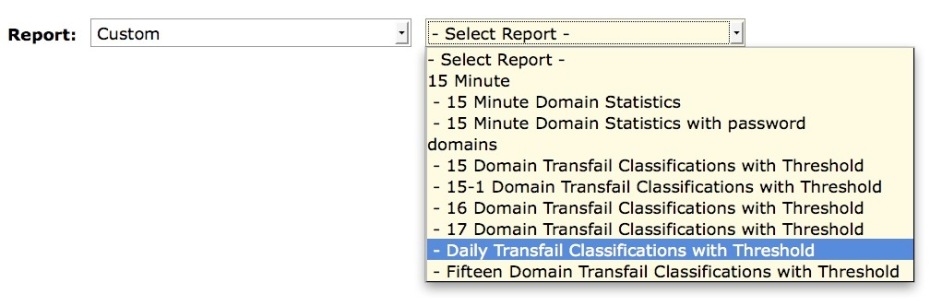 Report: Custom - Select Report -
- Select Report -
15 Minute
- 15 Minute Domain Statistics
- 15 Minute Domain Statistics with password
domains
- 15 Domain Transfail Classifications with Threshold
- 15-1 Domain Transfail Classifications with Threshold
- 16 Domain Transfail Classifications with Threshold
- 17 Domain Transfail Classifications with Threshold
- Daily Transfail Classifications with Threshold
- Fifteen Domain Transfail Classifications with Threshold